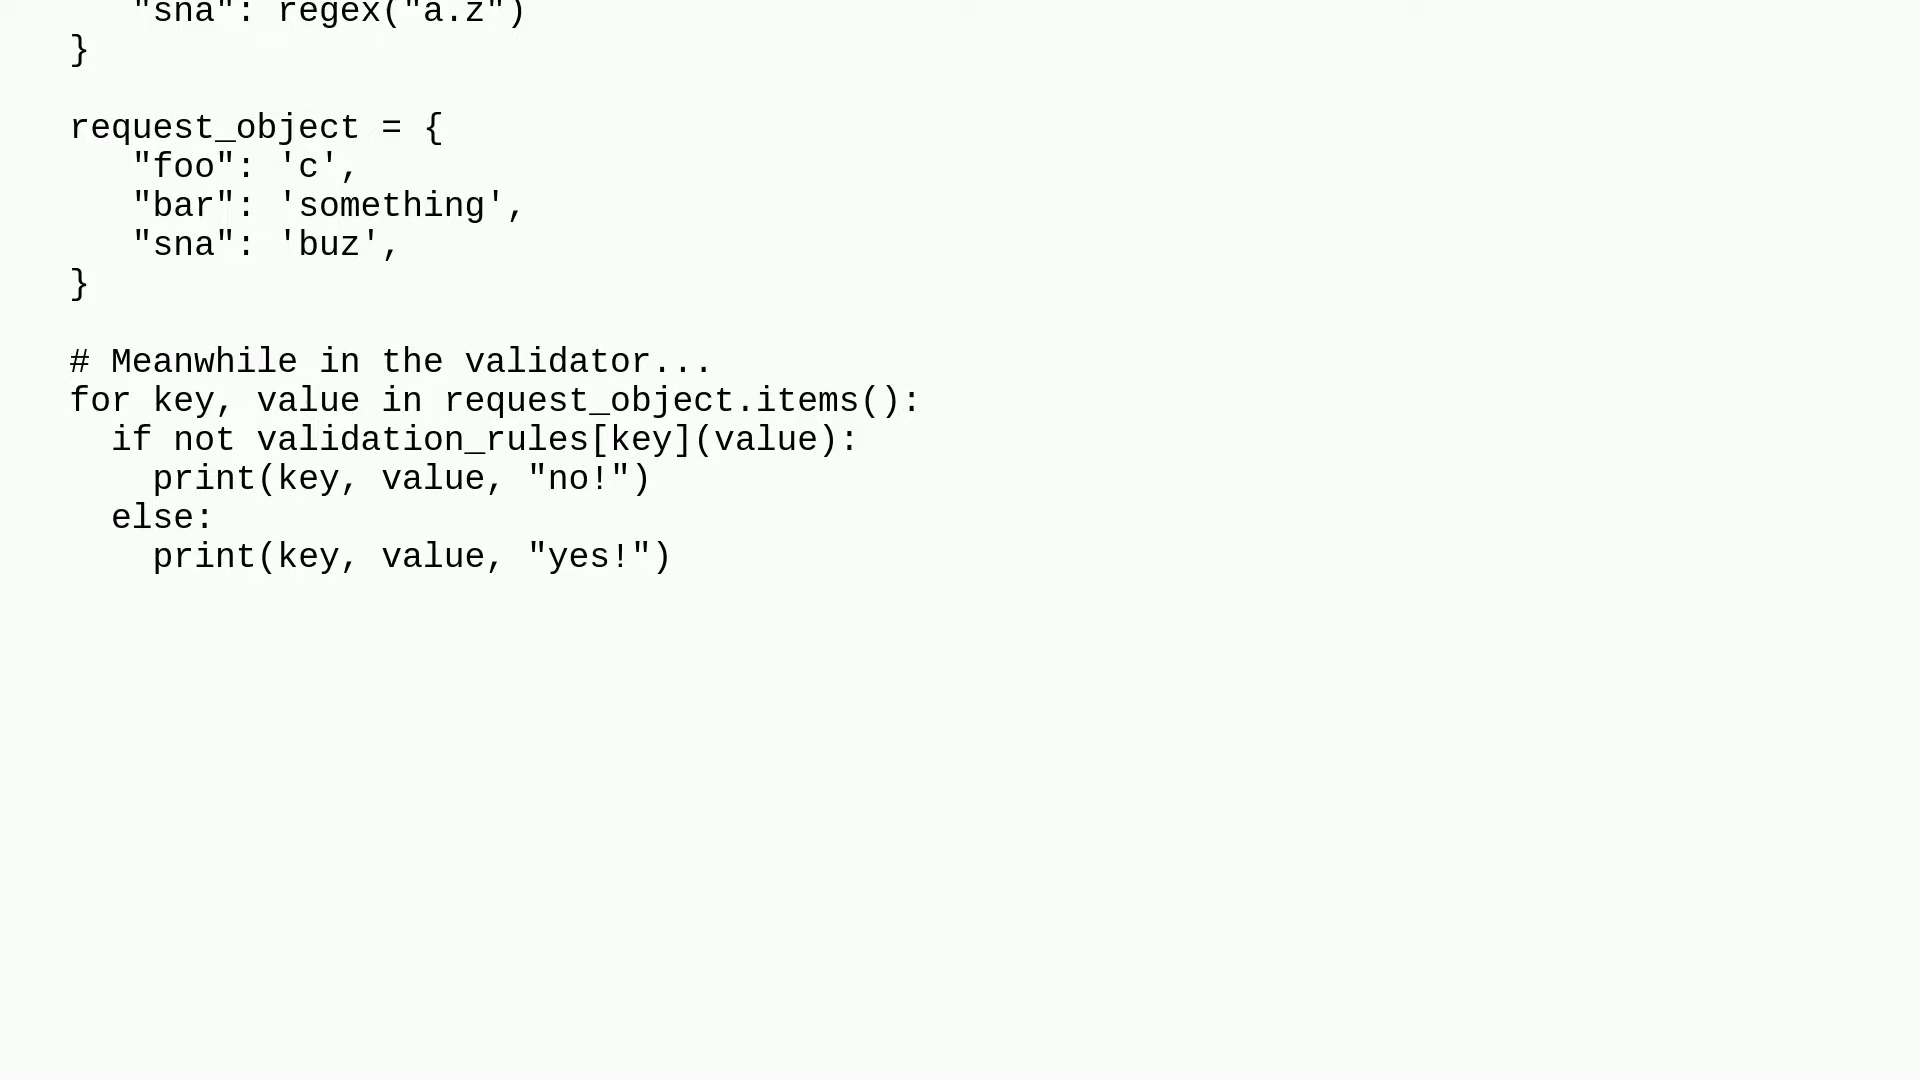 "sna": regex("a.z")
}
request_object = {
"foo": 'c',
"bar": 'something',
"sna": 'buz',
}
# Meanwhile in the validator...
for key, value in request_object.items():
if not validation_rules[key](value):
print(key, value, "no!")
else:
print(key, value, "yes!")